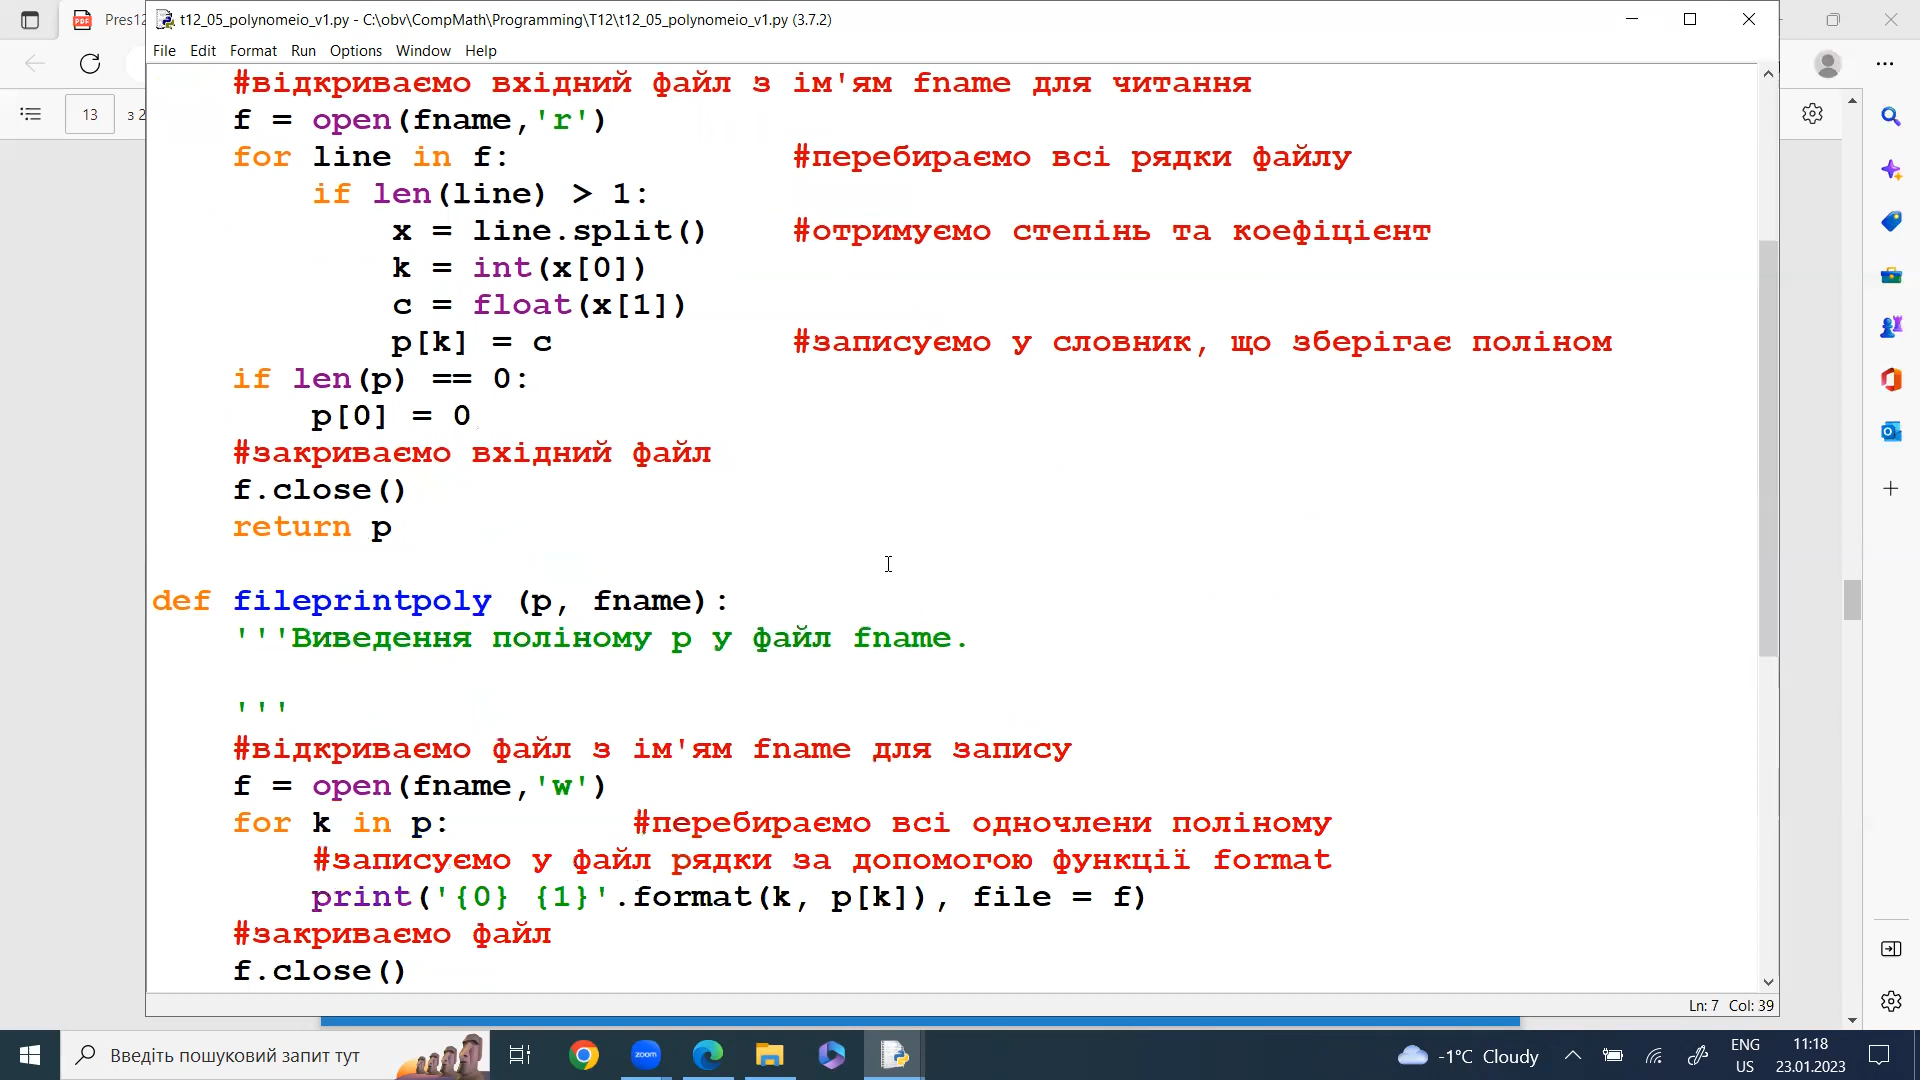 Pres12
t12_05_polynomeio_v1.py - C:\obv\CompMath\Programming\T12\t12_05_polynomeio_v1.py (3.7.2)
File Edit Format Run Options Window Help
13 з 2
#відкриваємо вхідний файл з ім'ям fname для читання
f = open(fname,'r')
for line in f: #перебираємо всі рядки файлу
if len(line) > 1:
x = line.split() #отримуємо степінь та коефіцієнт
k = int(x[0])
c = float(x[1])
p[k] = c #записуємо у словник, що зберігає поліном
if len(p) == 0:
p[0] = 0
#закриваємо вхідний файл
f.close()
return p
def fileprintpoly (p, fname):
'''Виведення поліному p у файл fname.
'''
#відкриваємо файл з ім'ям fname для запису
f = open(fname,'w')
for k in p: #перебираємо всі одночлени поліному
#записуємо у файл рядки за допомогою функції format
print('{0} {1}'.format(k, p[k]), file = f)
#закриваємо файл
f.close()
Ln: 7 Col: 39
Введіть пошуковий запит тут
zoom
-1°C Cloudy
ENG
US
11:18
23.01.2023